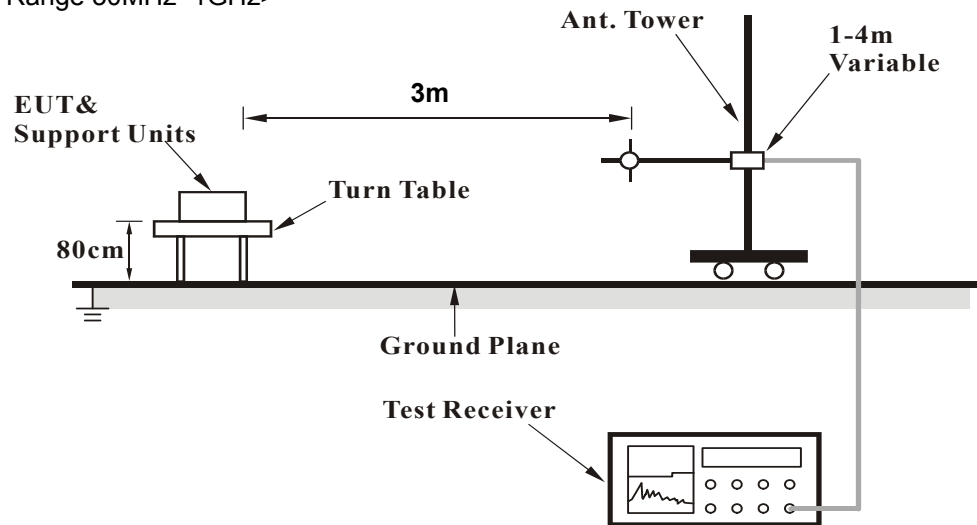 Ant. Tower
1-4m
Variable
3m
EUT&
Support Units
Turn Table
80cm
Ground Plane
Test Receiver